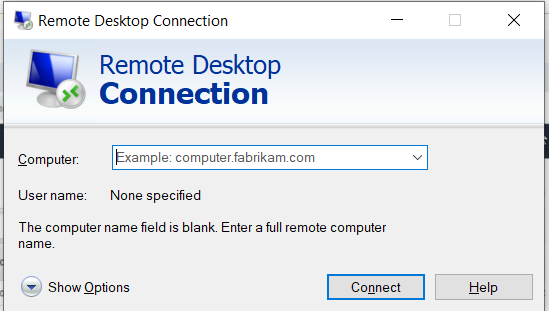 Remote Desktop Connection
Remote Desktop
Connection
Computer:
Example: computer.fabrikam.com
User name:
None specified
The computer name field is blank. Enter a full remote computer
name.
Show Options
Connect
Help